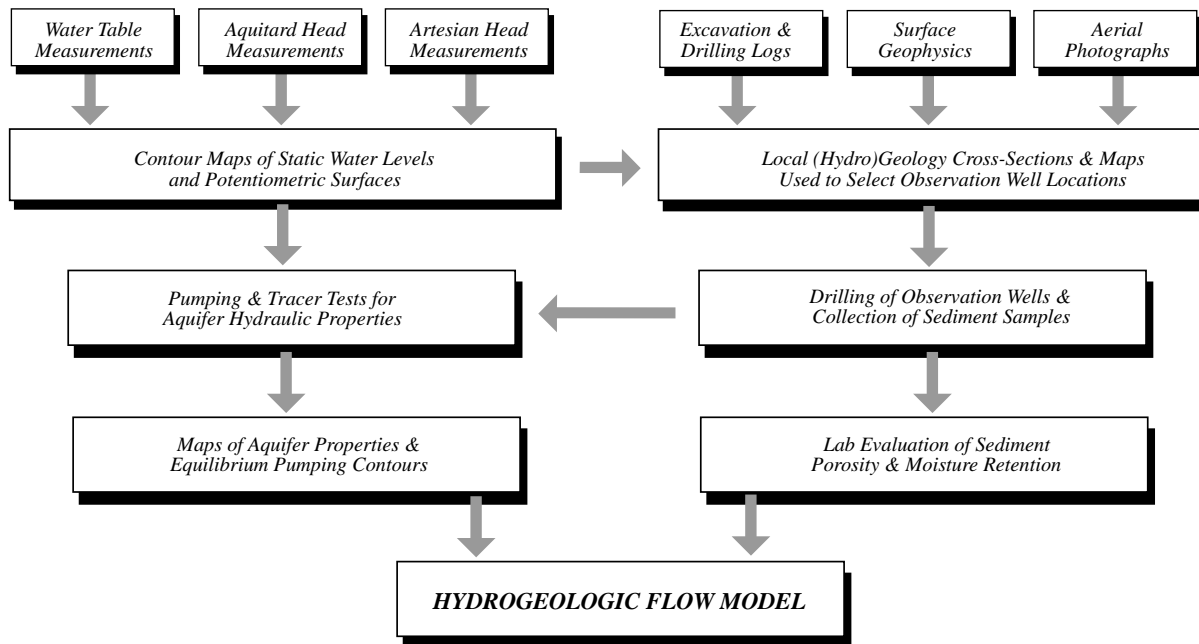 Water Table
Measurements
Aquitard Head
Measurements
Artesian Head
Measurements
Excavation &
Drilling Logs
Surface
Geophysics
Aerial
Photographs
Contour Maps of Static Water Levels
and Potentiometric Surfaces
Local (Hydro)Geology Cross-Sections & Maps
Used to Select Observation Well Locations
Pumping & Tracer Tests for
Aquifer Hydraulic Properties
Drilling of Observation Wells &
Collection of Sediment Samples
Maps of Aquifer Properties &
Equilibrium Pumping Contours
Lab Evaluation of Sediment
Porosity & Moisture Retention
HYDROGEOLOGIC FLOW MODEL